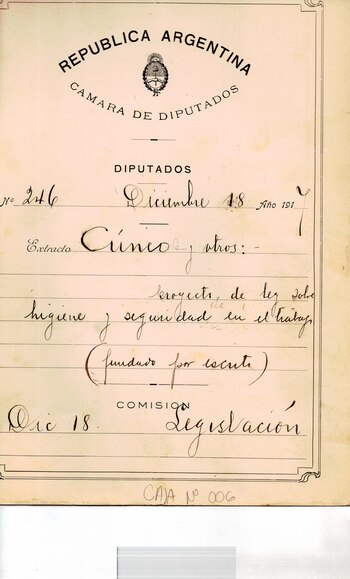 REPUBLICA ARGENTINA
CAMARA DE DIPUTADOS
DIPUTADOS
Nº 246 Diciembre 18 Año 1917
Extracto Cúneo y otros:-
proyecto de ley sobre
higiene y seguridad en el trabajo
(fundado por escrito)
COMISION
Dic 18. Legislación
CAJA Nº 006